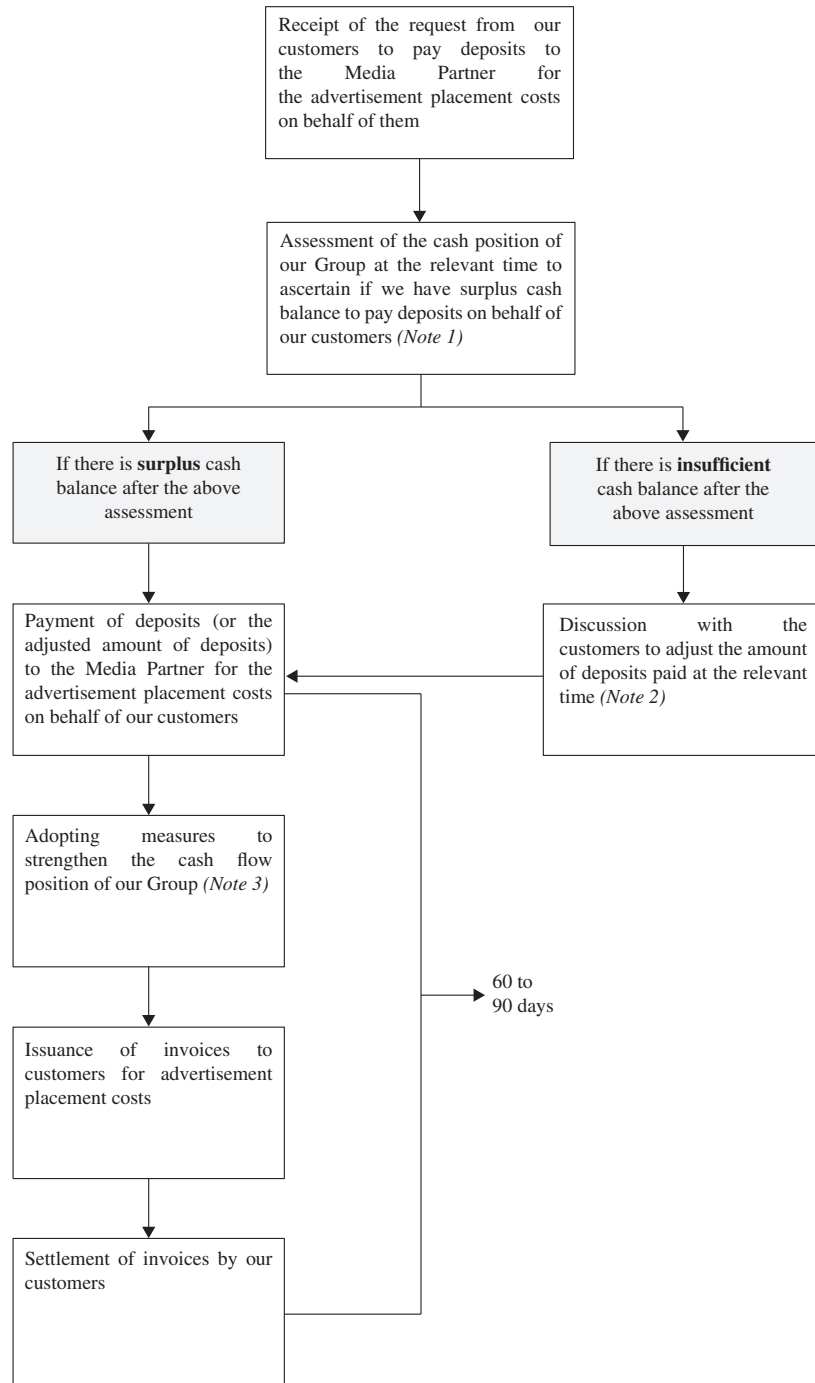 Receipt of the request from our
customers to pay deposits to
the Media Partner for
the advertisement placement costs
on behalf of them
Assessment of the cash position of
our Group at the relevant time to
ascertain if we have surplus cash
balance to pay deposits on behalf of
our customers (Note 1)
If there is surplus cash
balance after the above
assessment
If there is insufficient
cash balance after the
above assessment
Payment of deposits (or the
adjusted amount of deposits)
to the Media Partner for the
advertisement placement costs
on behalf of our customers
Discussion with the
customers to adjust the amount
of deposits paid at the relevant
time (Note 2)
Adopting measures to
strengthen the cash flow
position of our Group (Note 3)
60 to
90 days
Issuance of invoices to
customers for advertisement
placement costs
Settlement of invoices by our
customers